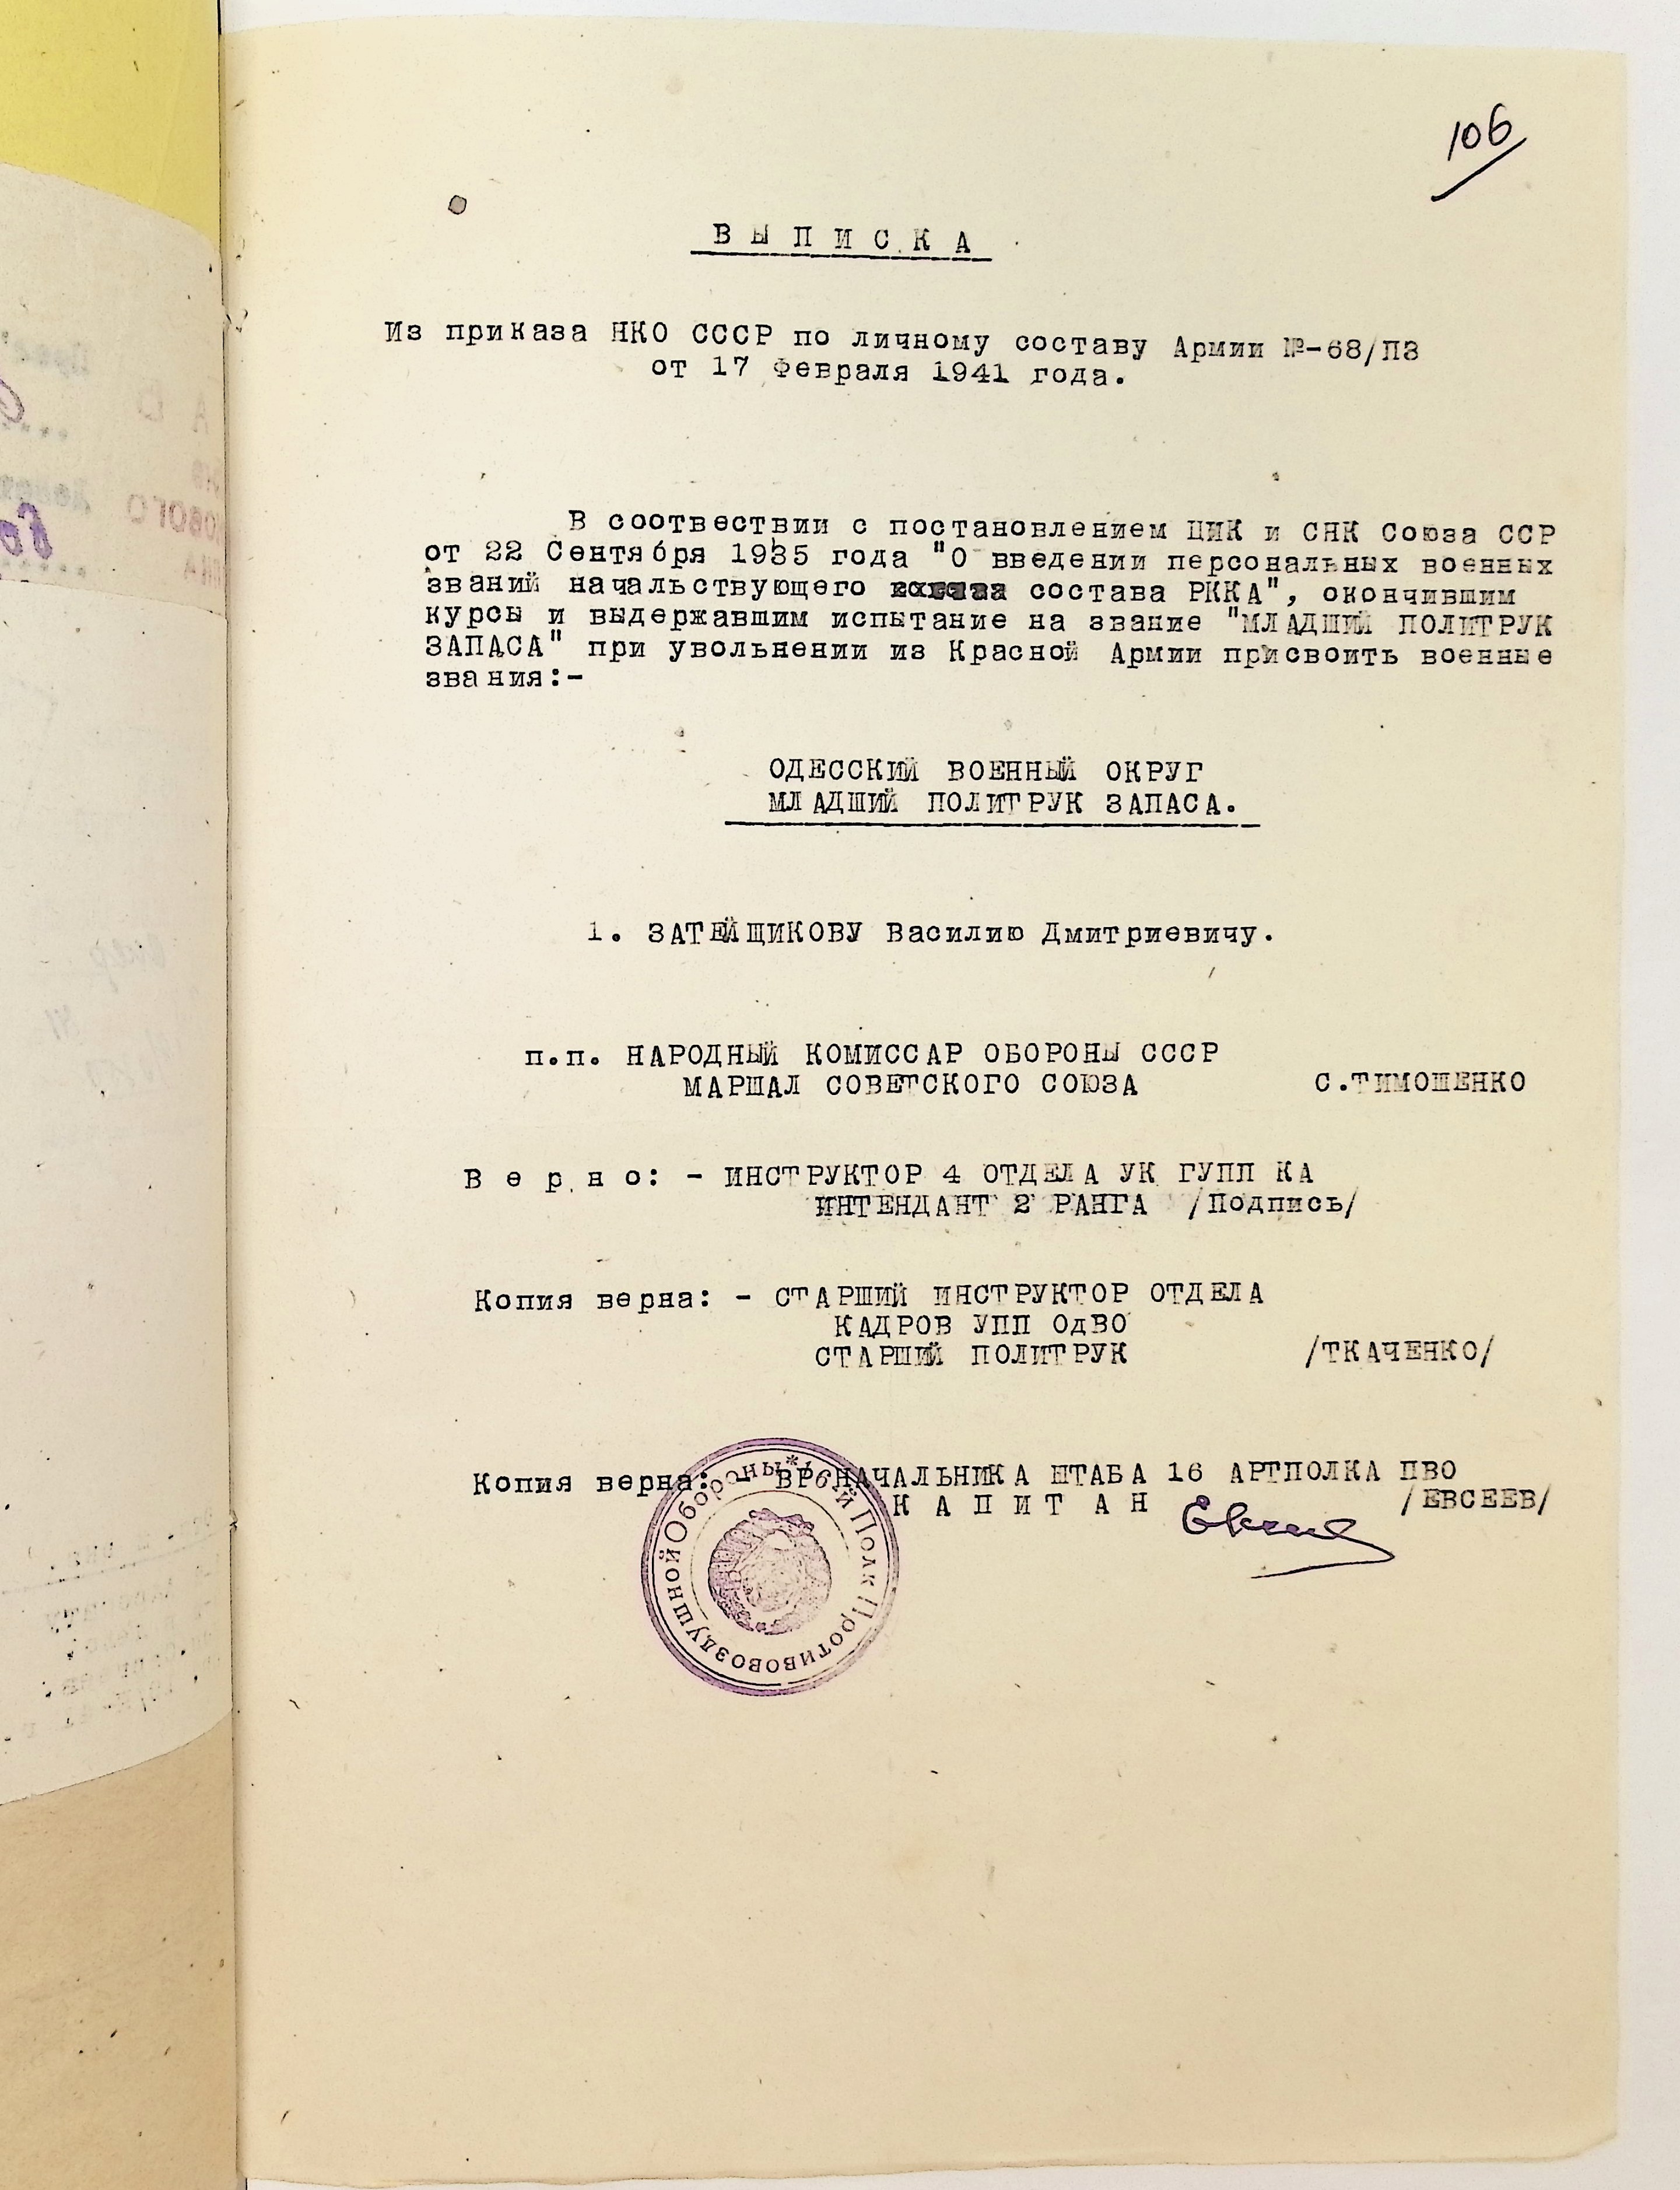 106
В Ы П И С К А
Из приказа НКО СССР по личному составу Армии №-68/ПЗ
от 17 Февраля 1941 года.
В соотвествии с постановлением ЦИК и СНК Союза ССР
от 22 Сентября 1935 года "О введении персональных военных
званий начальствующего состава РККА", окончившим
курсы и выдержавшим испытание на звание "МЛАДШИЙ ПОЛИТРУК
ЗАПАСА" при увольнении из Красной Армии присвоить военные
звания:-
ОДЕССКИЙ ВОЕННЫЙ ОКРУГ
МЛАДШИЙ ПОЛИТРУК ЗАПАСА.
1. ЗАТЕЙЩИКОВУ Василию Дмитриевичу.
п.п. НАРОДНЫЙ КОМИССАР ОБОРОНЫ СССР
МАРШАЛ СОВЕТСКОГО СОЮЗА С.ТИМОШЕНКО
В е р н о: - ИНСТРУКТОР 4 ОТДЕЛА УК ГУПП КА
ИНТЕНДАНТ 2 РАНГА /Подпись/
Копия верна: - СТАРШИЙ ИНСТРУКТОР ОТДЕЛА
КАДРОВ УПП ОдВО
СТАРШИЙ ПОЛИТРУК /ТКАЧЕНКО/
Копия верна: - ВР.НАЧАЛЬНИКА ШТАБА 16 АРТПОЛКА ПВО
К А П И Т А Н /ЕВСЕЕВ/
16-й Полк Противовоздушной Обороны *